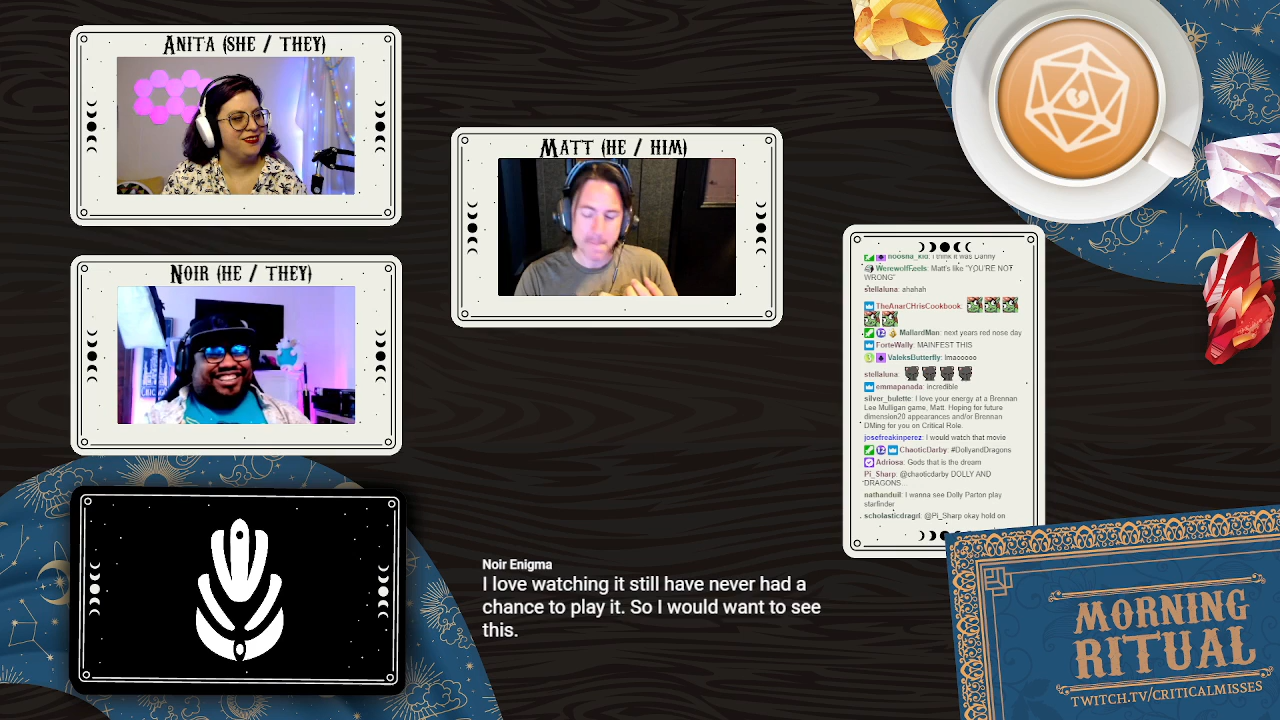 ANITA (SHE / THEY)
MATT (HE / HIM)
NOIR (HE / THEY)
noosha_kid: I think it was Danny
WerewolfFeels: Matt's like "YOU'RE NOT
WRONG"
stellaluna: ahahah
TheAnarCHrisCookbook:
MallardMan: next years red nose day
ForteWally: MAINFEST THIS
ValeksButterfly: lmaooooo
stellaluna:
emmapanada: incredible
silver_bulette: I love your energy at a Brennan
Lee Mulligan game, Matt. Hoping for future
dimension20 appearances and/or Brennan
DMing for you on Critical Role.
josefreakinperez: I would watch that movie
ChaoticDarby: #DollyandDragons
Adriosa: Gods that is the dream
Pi_Sharp: @chaoticdarby DOLLY AND
DRAGONS...
nathanduil: I wanna see Dolly Parton play
starfinder
scholasticdragrl: @Pi_Sharp okay hold on
Noir Enigma
I love watching it still have never had a
chance to play it. So I would want to see
this.
MORNING
RITUAL
TWITCH.TV/CRITICALMISSES